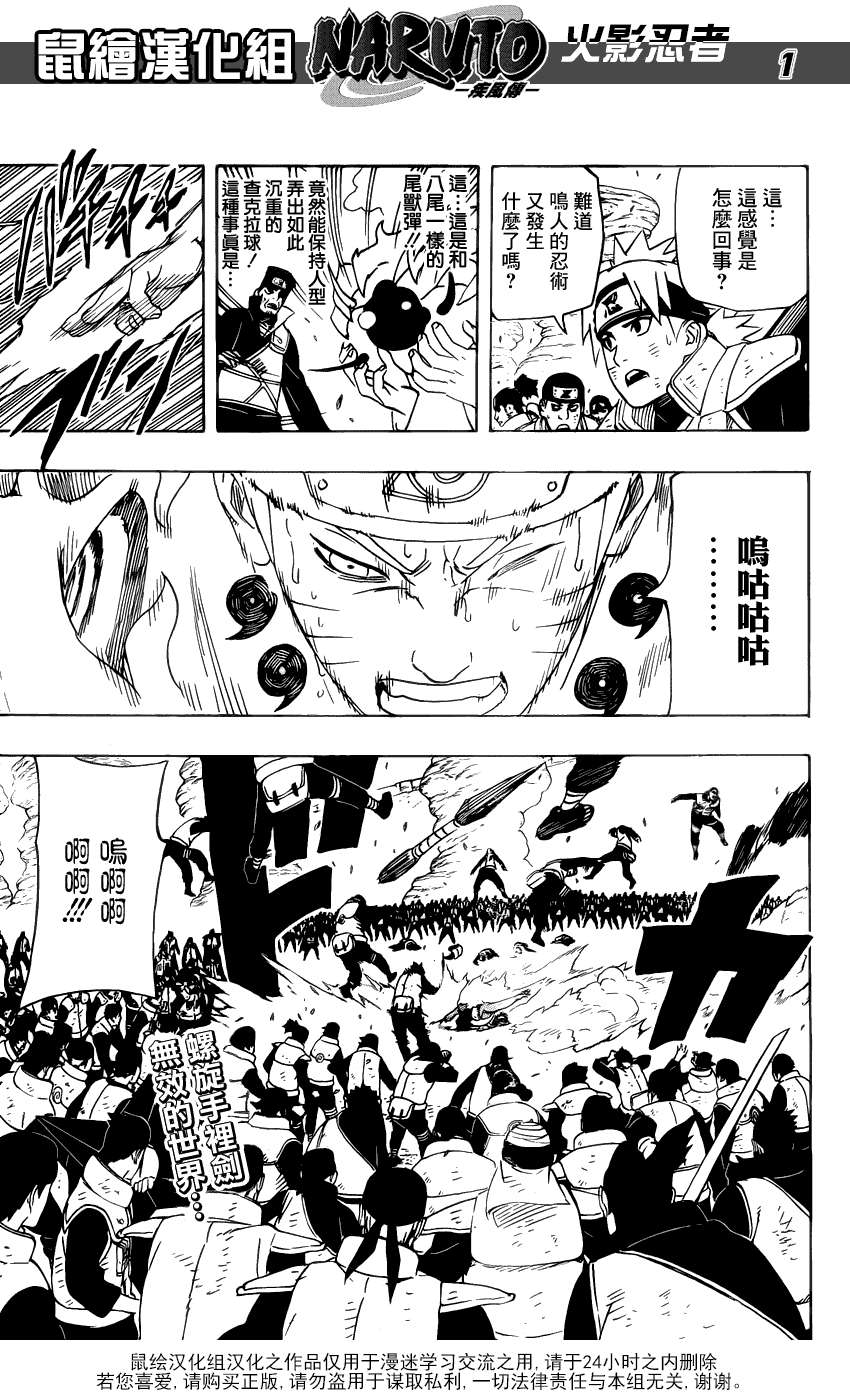 鼠繪漢化組
NARUTO
-疾風傳-
火影忍者
1
這…
這感覺是
怎麼回事?
難道
鳴人的忍術
又發生
什麼了嗎?
這…這是和
八尾一樣的
尾獸彈!!
竟然能保持人型
弄出如此
沉重的
查克拉球!
這種事真是…
嗚咕咕咕
………
嗚啊啊
啊啊!!!
螺旋手裡劍
無效的世界…
鼠绘汉化组汉化之作品仅用于漫迷学习交流之用, 请于24小时之内删除
若您喜爱, 请购买正版, 请勿盗用于谋取私利, 一切法律责任与本组无关, 谢谢。